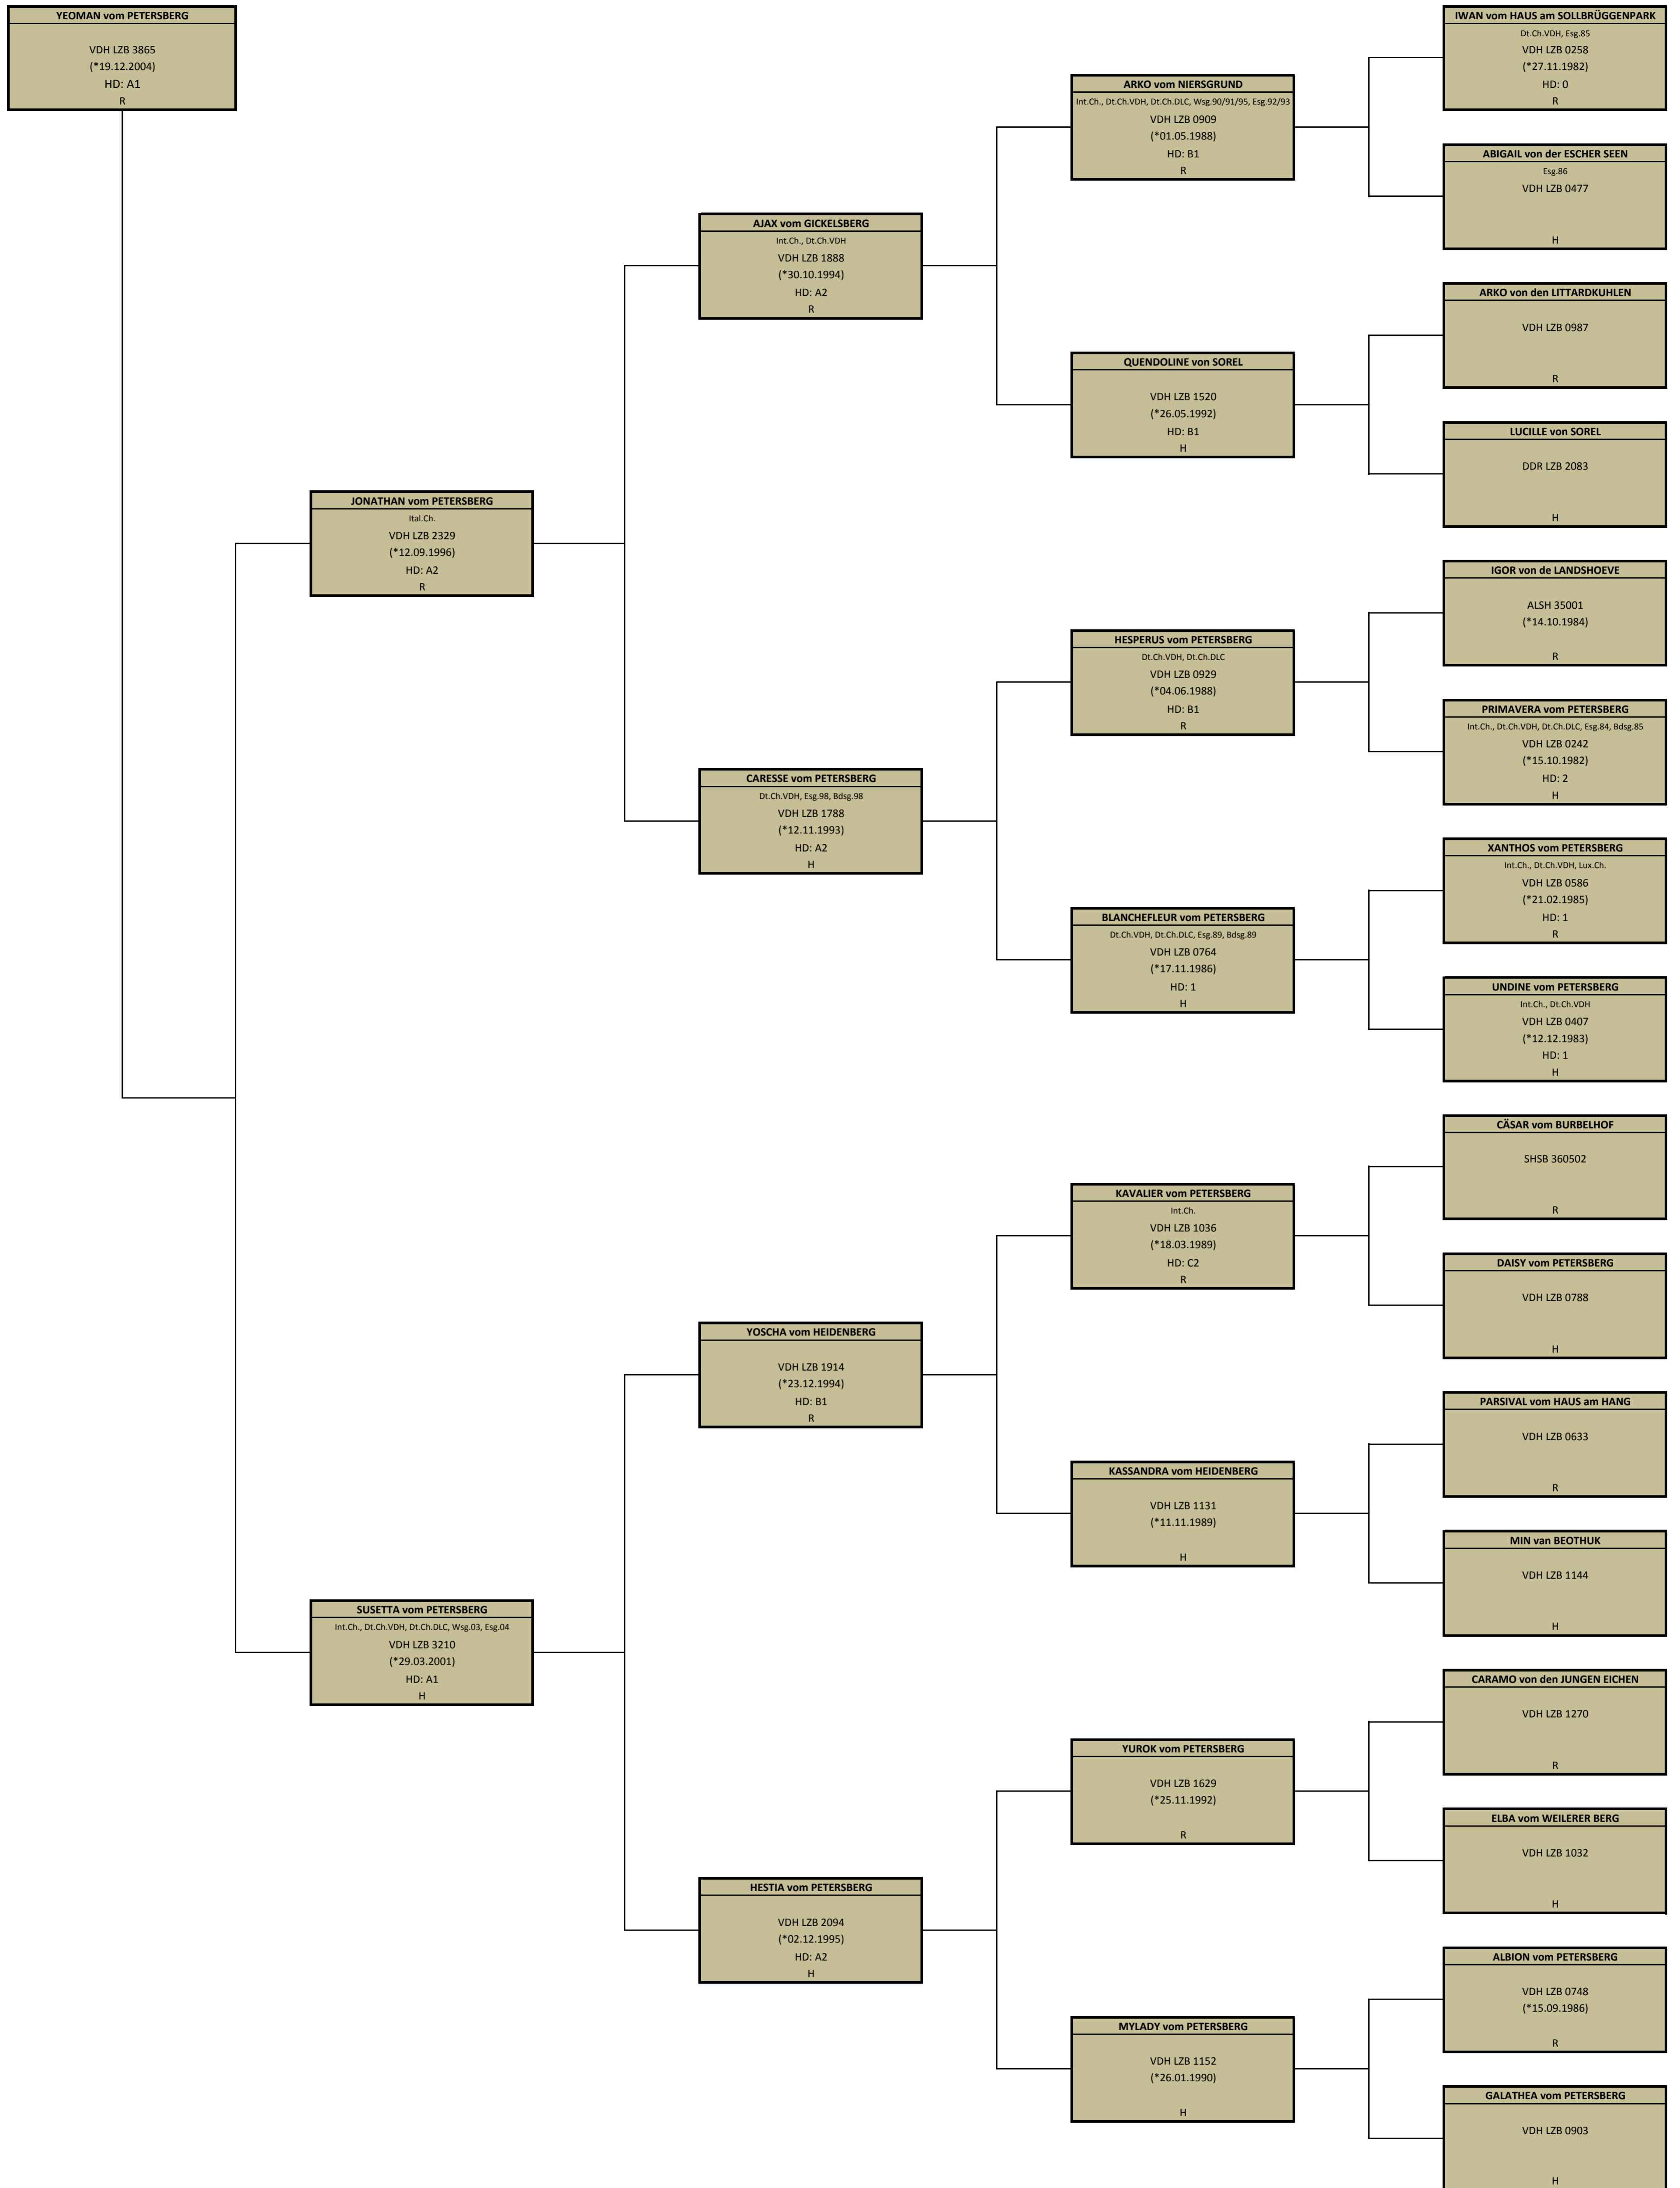 YEOMAN vom PETERSBERG
VDH LZB 3865
(*19.12.2004)
HD: A1
R
JONATHAN vom PETERSBERG
Ital.Ch.
VDH LZB 2329
(*12.09.1996)
HD: A2
R
SUSETTA vom PETERSBERG
Int.Ch., Dt.Ch.VDH, Dt.Ch.DLC, Wsg.03, Esg.04
VDH LZB 3210
(*29.03.2001)
HD: A1
H
AJAX vom GICKELSBERG
Int.Ch., Dt.Ch.VDH
VDH LZB 1888
(*30.10.1994)
HD: A2
R
CARESSE vom PETERSBERG
Dt.Ch.VDH, Esg.98, Bdsg.98
VDH LZB 1788
(*12.11.1993)
HD: A2
H
YOSCHA vom HEIDENBERG
VDH LZB 1914
(*23.12.1994)
HD: B1
R
HESTIA vom PETERSBERG
VDH LZB 2094
(*02.12.1995)
HD: A2
H
ARKO vom NIERSGRUND
Int.Ch., Dt.Ch.VDH, Dt.Ch.DLC, Wsg.90/91/95, Esg.92/93
VDH LZB 0909
(*01.05.1988)
HD: B1
R
QUENDOLINE von SOREL
VDH LZB 1520
(*26.05.1992)
HD: B1
H
HESPERUS vom PETERSBERG
Dt.Ch.VDH, Dt.Ch.DLC
VDH LZB 0929
(*04.06.1988)
HD: B1
R
BLANCHEFLEUR vom PETERSBERG
Dt.Ch.VDH, Dt.Ch.DLC, Esg.89, Bdsg.89
VDH LZB 0764
(*17.11.1986)
HD: 1
H
KAVALIER vom PETERSBERG
Int.Ch.
VDH LZB 1036
(*18.03.1989)
HD: C2
R
KASSANDRA vom HEIDENBERG
VDH LZB 1131
(*11.11.1989)
H
YUROK vom PETERSBERG
VDH LZB 1629
(*25.11.1992)
R
MYLADY vom PETERSBERG
VDH LZB 1152
(*26.01.1990)
H
IWAN vom HAUS am SOLLBRÜGGENPARK
Dt.Ch.VDH, Esg.85
VDH LZB 0258
(*27.11.1982)
HD: 0
R
ABIGAIL von der ESCHER SEEN
Esg.86
VDH LZB 0477
H
ARKO von den LITTARDKUHLEN
VDH LZB 0987
R
LUCILLE von SOREL
DDR LZB 2083
H
IGOR von de LANDSHOEVE
ALSH 35001
(*14.10.1984)
R
PRIMAVERA vom PETERSBERG
Int.Ch., Dt.Ch.VDH, Dt.Ch.DLC, Esg.84, Bdsg.85
VDH LZB 0242
(*15.10.1982)
HD: 2
H
XANTHOS vom PETERSBERG
Int.Ch., Dt.Ch.VDH, Lux.Ch.
VDH LZB 0586
(*21.02.1985)
HD: 1
R
UNDINE vom PETERSBERG
Int.Ch., Dt.Ch.VDH
VDH LZB 0407
(*12.12.1983)
HD: 1
H
CÄSAR vom BURBELHOF
SHSB 360502
R
DAISY vom PETERSBERG
VDH LZB 0788
H
PARSIVAL vom HAUS am HANG
VDH LZB 0633
R
MIN van BEOTHUK
VDH LZB 1144
H
CARAMO von den JUNGEN EICHEN
VDH LZB 1270
R
ELBA vom WEILERER BERG
VDH LZB 1032
H
ALBION vom PETERSBERG
VDH LZB 0748
(*15.09.1986)
R
GALATHEA vom PETERSBERG
VDH LZB 0903
H